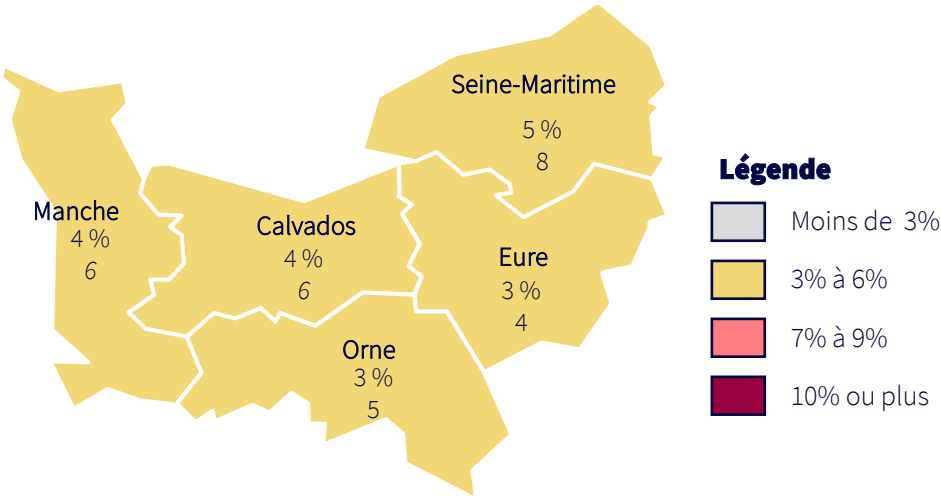 Seine-Maritime
5 %
8
Légende
Moins de 3%
3% à 6%
7% à 9%
10% ou plus
Manche
4 %
6
Calvados
4 %
6
Eure
3 %
4
Orne
3 %
5